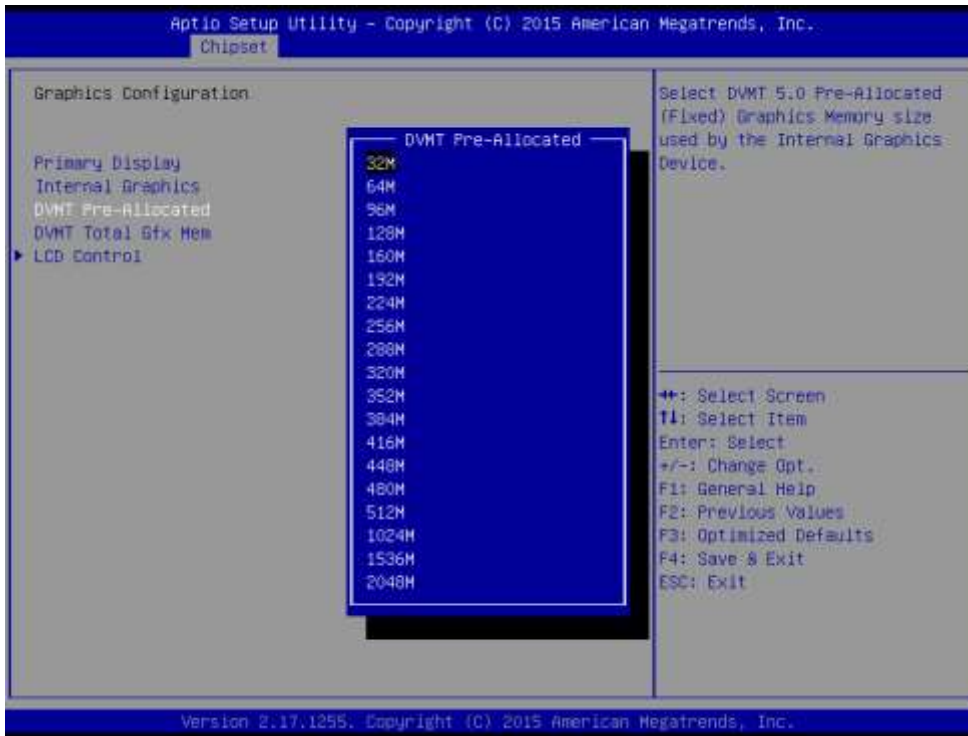 Aptio Setup Utility – Copyright (C) 2015 American Megatrends, Inc.
Chipset
Graphics Configuration
Primary Display
Internal Graphics
DVMT Pre-Allocated
DVMT Total Gfx Mem
LCD Control
DVMT Pre-Allocated
32M
64M
96M
128M
160M
192M
224M
256M
288M
320M
352M
384M
416M
448M
480M
512M
1024M
1536M
2048M
Select DVMT 5.0 Pre-Allocated
(Fixed) Graphics Memory size
used by the Internal Graphics
Device.
→←: Select Screen
↑↓: Select Item
Enter: Select
+/-: Change Opt.
F1: General Help
F2: Previous Values
F3: Optimized Defaults
F4: Save & Exit
ESC: Exit
Version 2.17.1255. Copyright (C) 2015 American Megatrends, Inc.